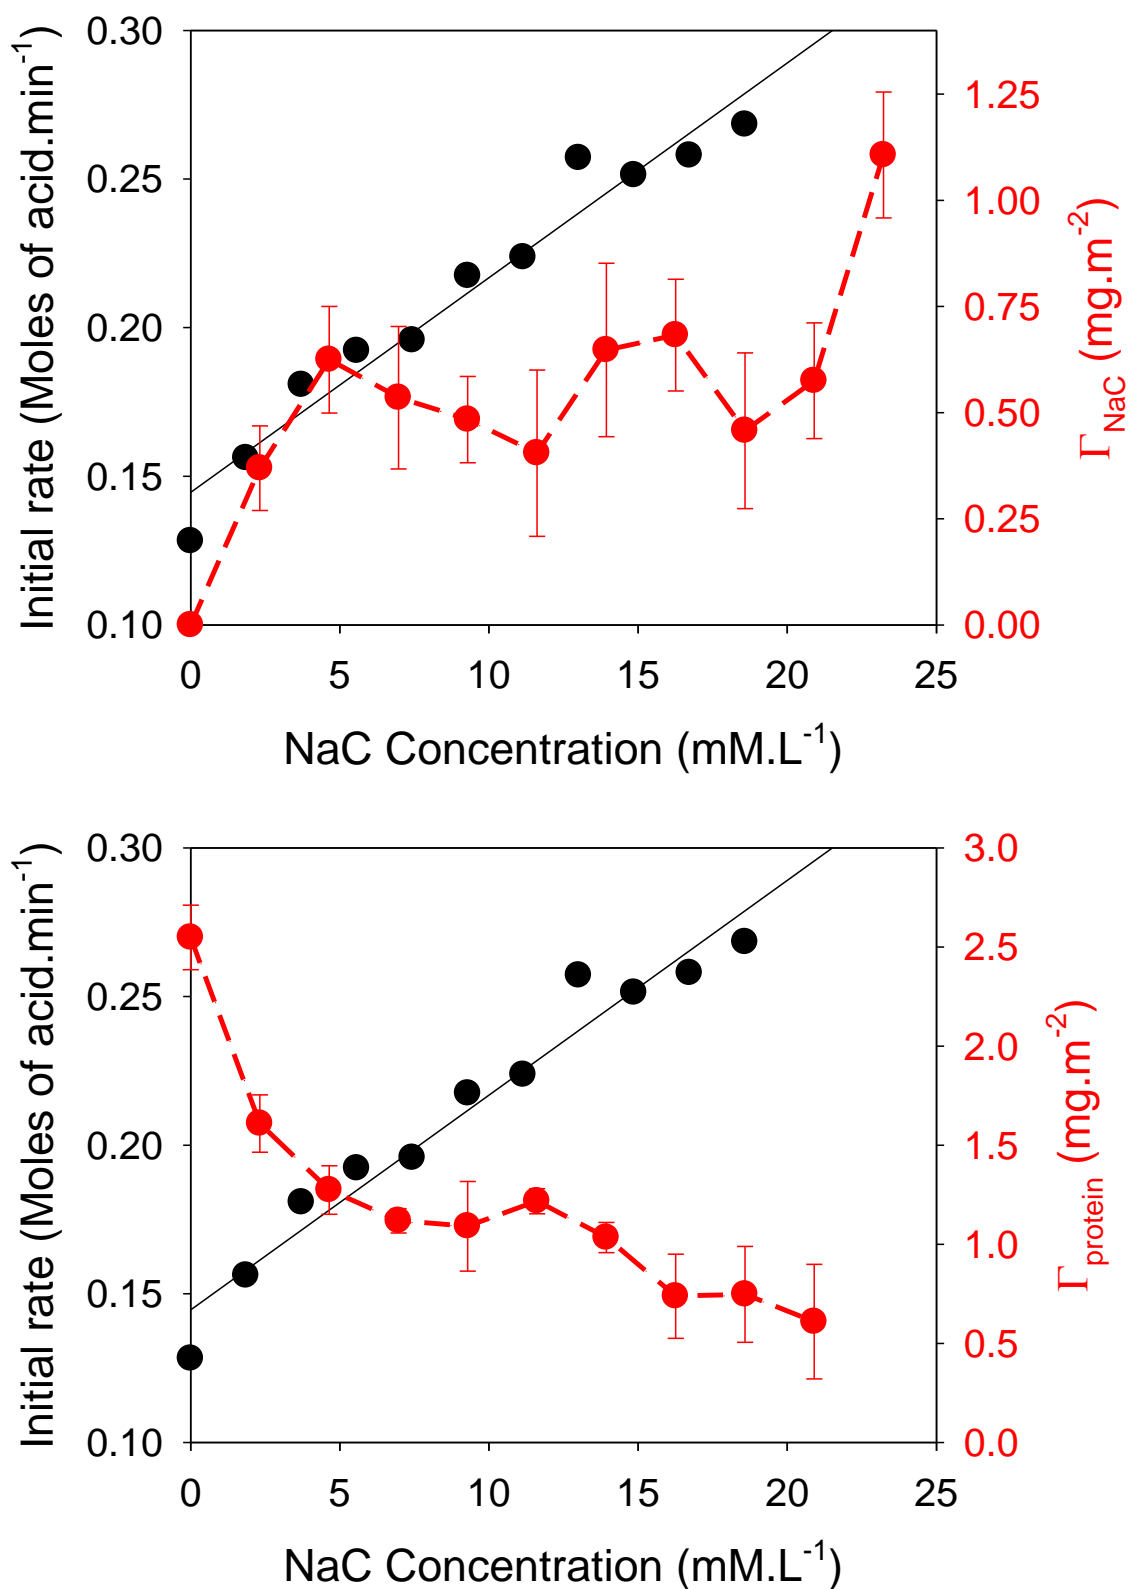 Initial rate (Moles of acid.min-1)
0.30
0.25
0.20
0.15
0.10
1.25
1.00
0.75
0.50
0.25
0.00
ΓNaC (mg.m-2)
0 5 10 15 20 25
NaC Concentration (mM.L-1)
Initial rate (Moles of acid.min-1)
0.30
0.25
0.20
0.15
0.10
3.0
2.5
2.0
1.5
1.0
0.5
0.0
Γprotein (mg.m-2)
0 5 10 15 20 25
NaC Concentration (mM.L-1)